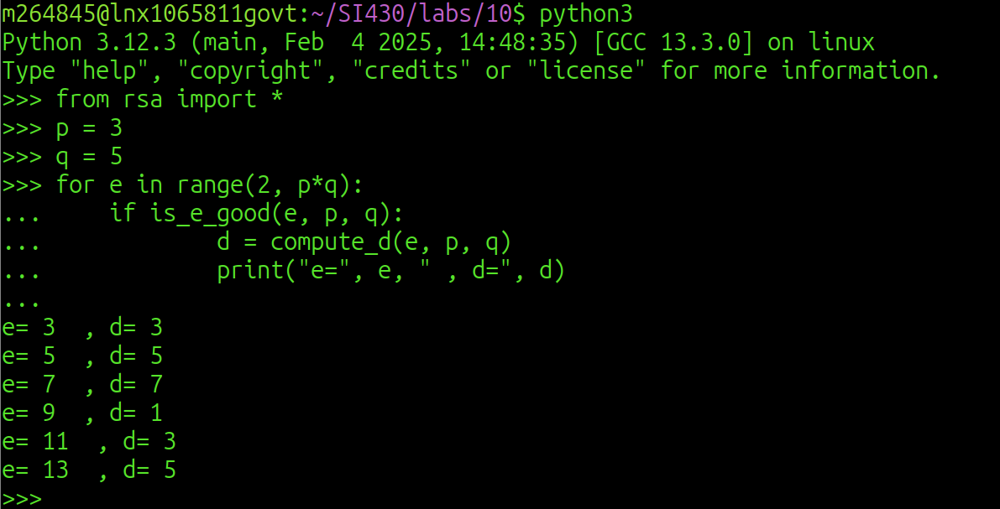 m264845@lnx1065811govt:~/SI430/labs/10$ python3
Python 3.12.3 (main, Feb  4 2025, 14:48:35) [GCC 13.3.0] on linux
Type "help", "copyright", "credits" or "license" for more information.
>>> from rsa import *
>>> p = 3
>>> q = 5
>>> for e in range(2, p*q):
...     if is_e_good(e, p, q):
...             d = compute_d(e, p, q)
...             print("e=", e, " , d=", d)
...
e= 3  , d= 3
e= 5  , d= 5
e= 7  , d= 7
e= 9  , d= 1
e= 11  , d= 3
e= 13  , d= 5
>>>